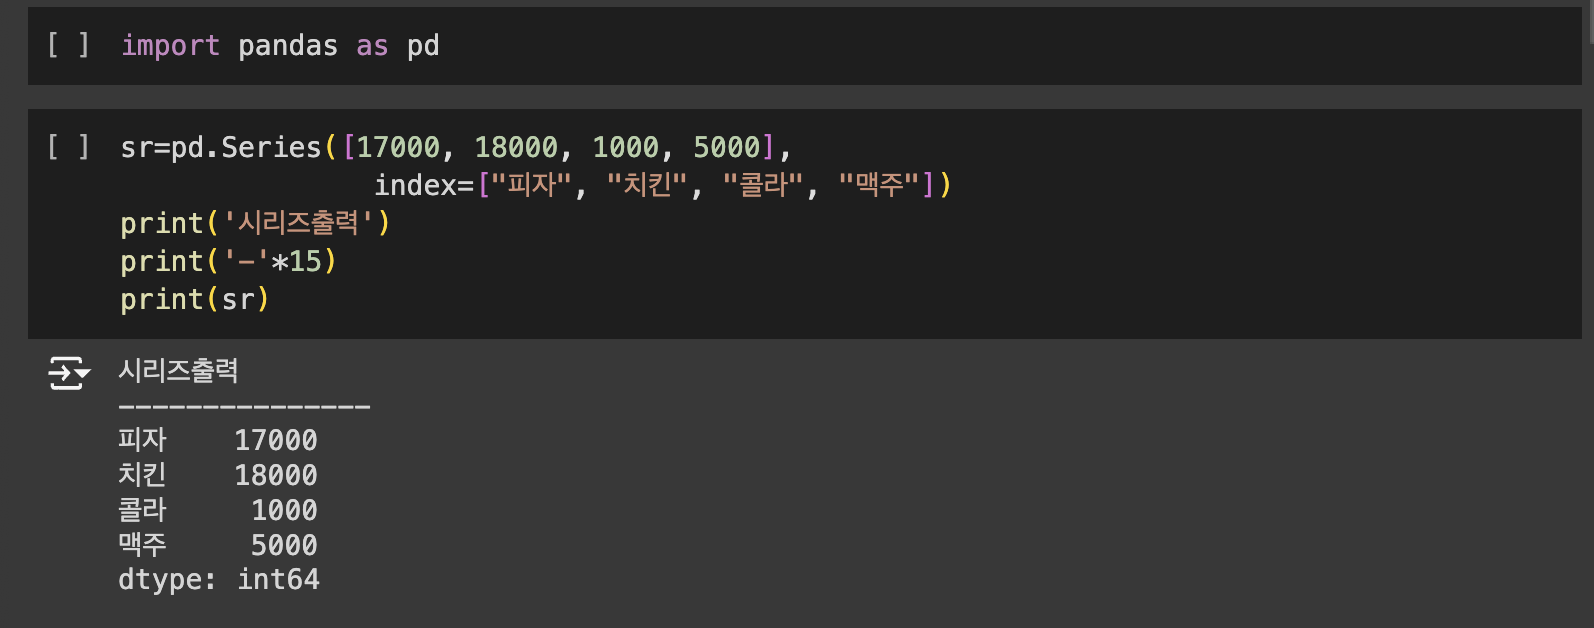 [ ] import pandas as pd
[ ] sr=pd.Series([17000, 18000, 1000, 5000],
index=["피자", "치킨", "콜라", "맥주"])
print('시리즈출력')
print('-'*15)
print(sr)
시리즈출력
---------------
피자    17000
치킨    18000
콜라     1000
맥주     5000
dtype: int64